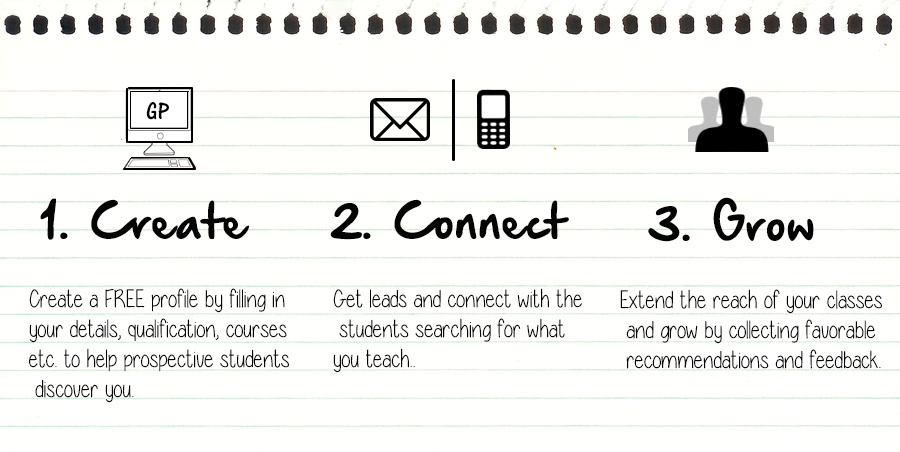 GP
1. Create
Create a FREE profile by filling in
your details, qualification, courses
etc. to help prospective students
discover you.
2. Connect
Get leads and connect with the
students searching for what
you teach..
3. Grow
Extend the reach of your classes
and grow by collecting favorable
recommendations and feedback.